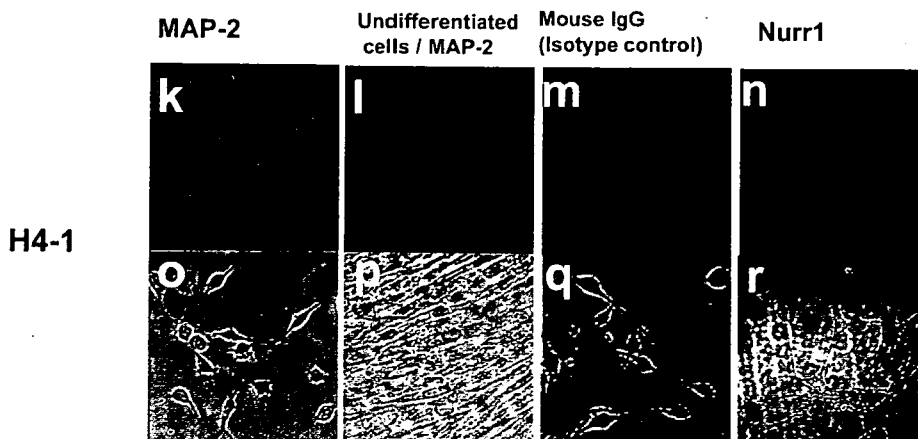 MAP-2
Undifferentiated
cells / MAP-2
Mouse IgG
(Isotype control)
Nurr1
k
l
m
n
H4-1
o
p
q
r